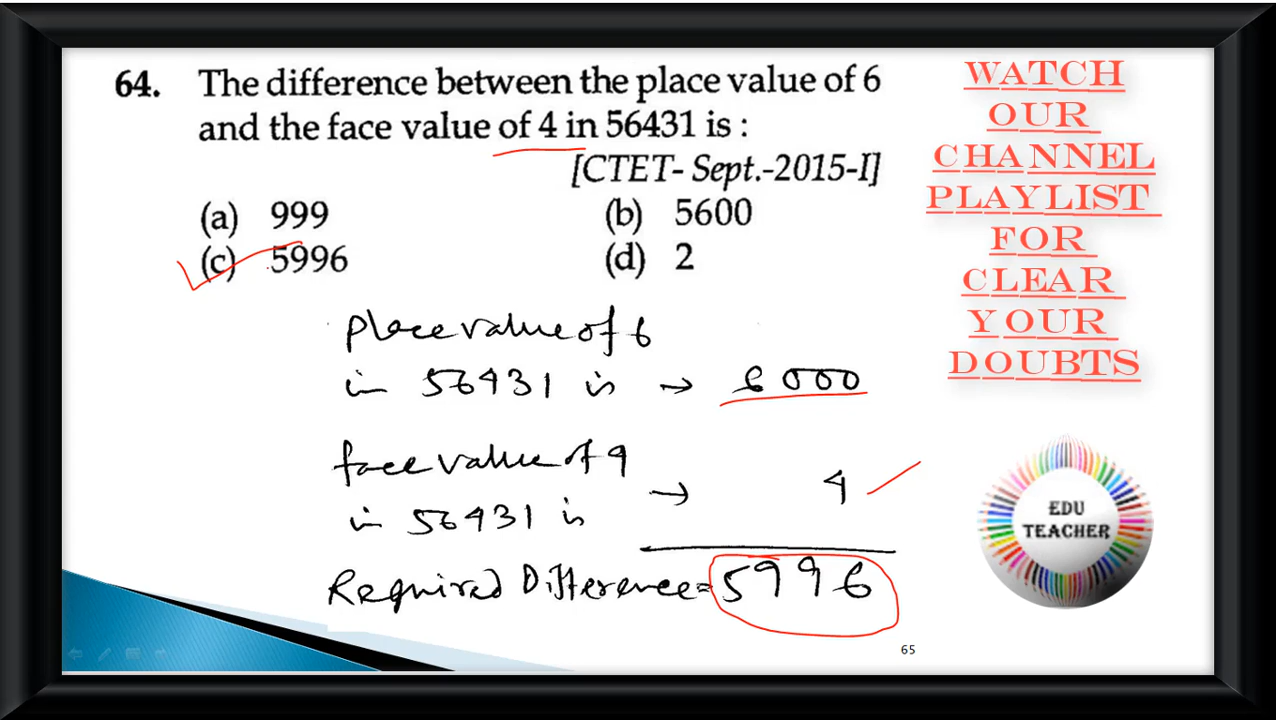 64. The difference between the place value of 6
and the face value of 4 in 56431 is :
[CTET- Sept.-2015-I]
(a) 999 (b) 5600
(c) 5996 (d) 2
place value of 6
in 56431 is → 6000
face value of 4
→ 4
in 56431 is
Required Difference= 5996
WATCH
OUR
CHANNEL
PLAYLIST
FOR
CLEAR
YOUR
DOUBTS
EDU
TEACHER
65